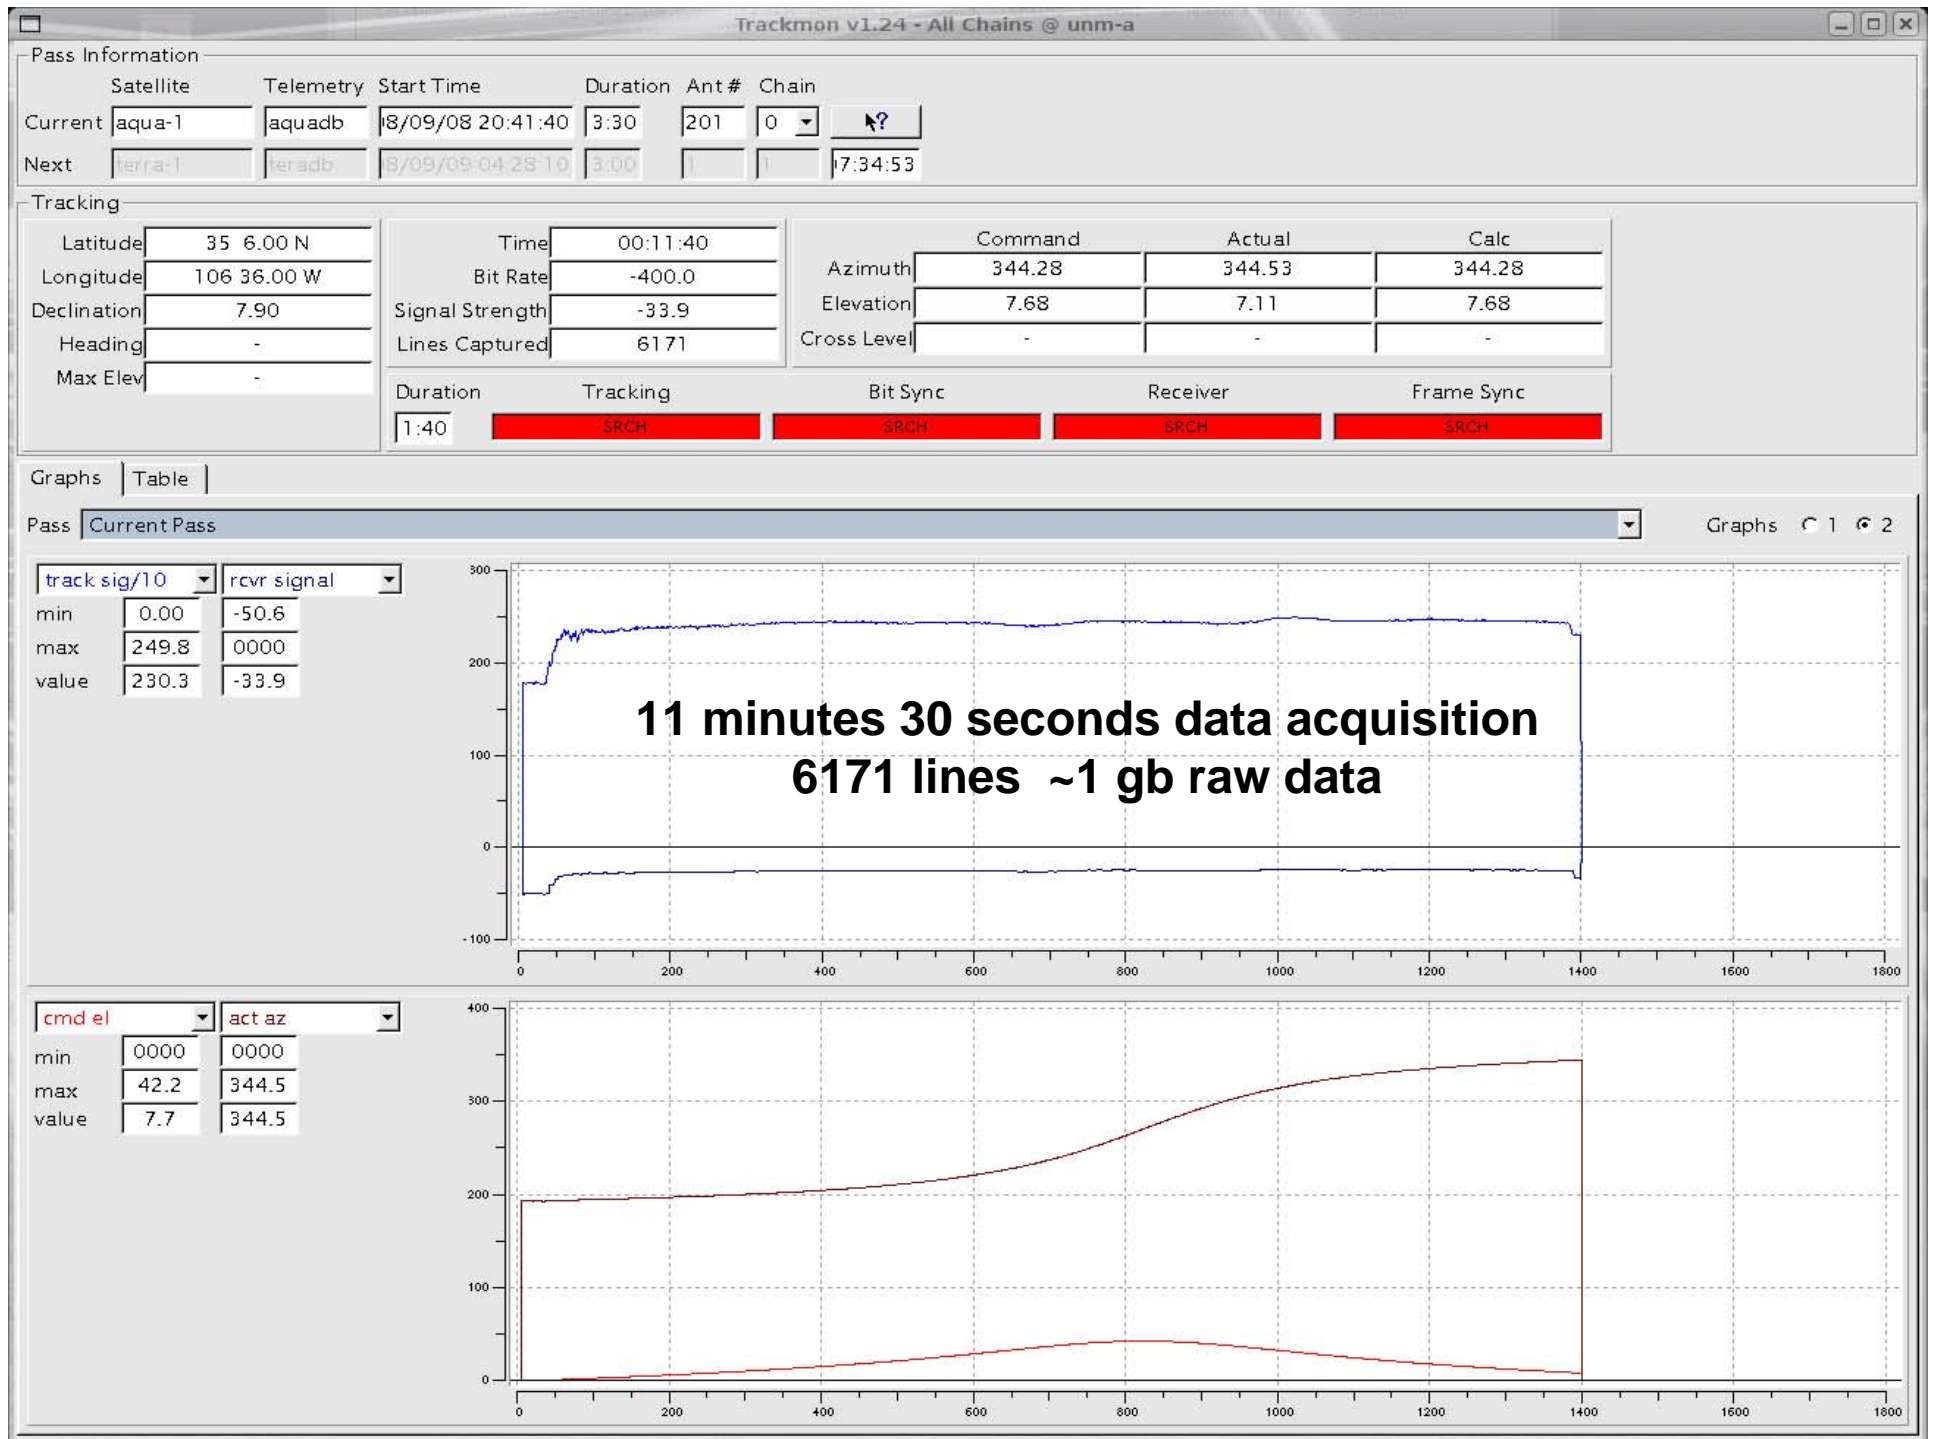 Trackmon v1.24 - All Chains @ unm-a
Pass Information
Satellite Telemetry Start Time Duration Ant # Chain
Current aqua-1 aquadb 8/09/08 20:41:40 3:30 201 0 ?
Next terra-1 teradb 8/09/09 04:28:10 3:00 1 1 7:34:53
Tracking
Latitude 35 6.00 N
Longitude 106 36.00 W
Declination 7.90
Heading -
Max Elev -
Time 00:11:40
Bit Rate -400.0
Signal Strength -33.9
Lines Captured 6171
Command Actual Calc
Azimuth 344.28 344.53 344.28
Elevation 7.68 7.11 7.68
Cross Level - - -
Duration Tracking Bit Sync Receiver Frame Sync
1:40 SRCH SRCH SRCH SRCH
Graphs Table
Pass Current Pass Graphs 1 2
track sig/10 rcvr signal
min 0.00 -50.6
max 249.8 0000
value 230.3 -33.9
300
200
100
0
-100
11 minutes 30 seconds data acquisition
6171 lines ~1 gb raw data
0 200 400 600 800 1000 1200 1400 1600 1800
cmd el act az
min 0000 0000
max 42.2 344.5
value 7.7 344.5
400
300
200
100
0
0 200 400 600 800 1000 1200 1400 1600 1800